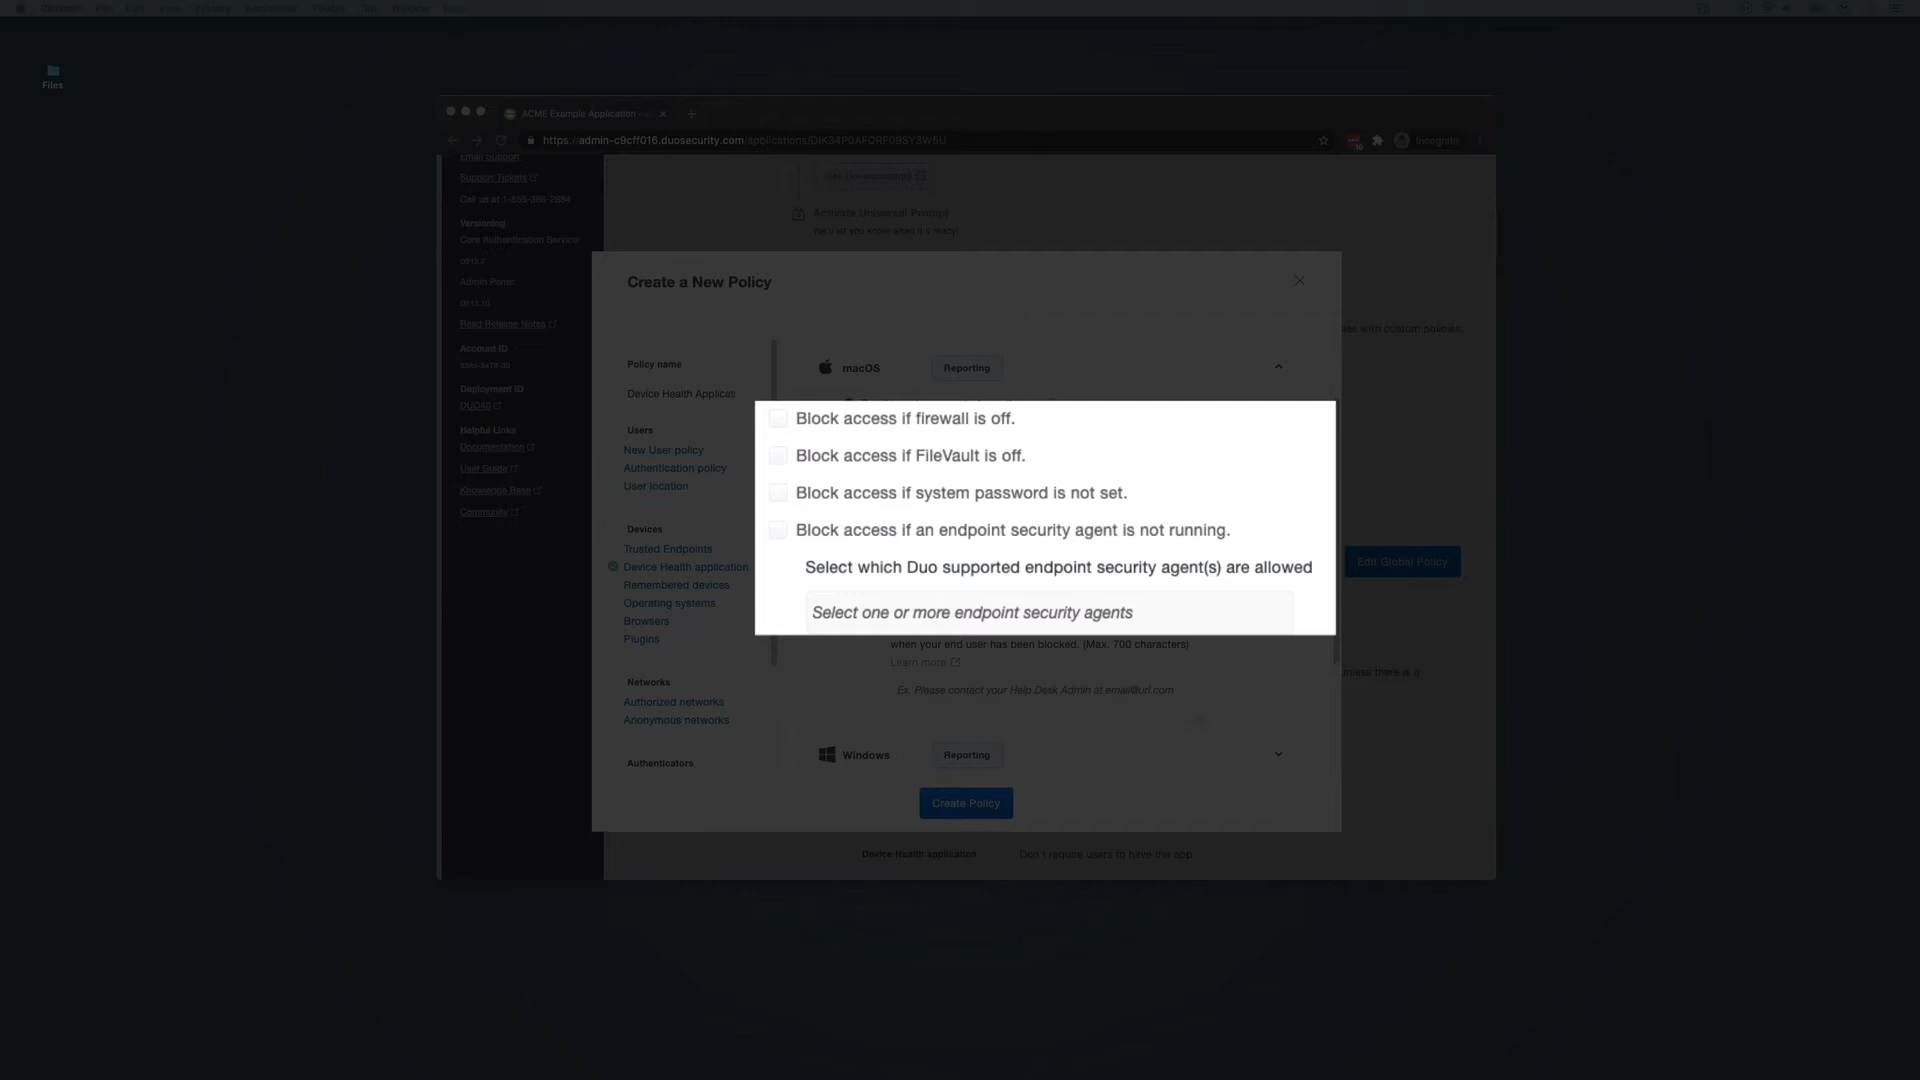 Files
ACME Example Application
https://admin-c9cff016.duosecurity.com/applications/DIK34P0AFORF09SY3W5U
Incognito
Email Support
Support Tickets
Call us at 1-855-386-2884
Versioning
Core Authentication Service:
Admin Panel:
Read Release Notes
Account ID
Deployment ID
DUO40
Helpful Links
Documentation
User Guide
Knowledge Base
Community
Activate Universal Prompt
We'll let you know when it is ready!
Create a New Policy
Policy name
Device Health Applicati
Users
New User policy
Authentication policy
User location
Devices
Trusted Endpoints
Device Health application
Remembered devices
Operating systems
Browsers
Plugins
Networks
Authorized networks
Anonymous networks
Authenticators
macOS
Reporting
Block access if firewall is off.
Block access if FileVault is off.
Block access if system password is not set.
Block access if an endpoint security agent is not running.
Select which Duo supported endpoint security agent(s) are allowed
Select one or more endpoint security agents
when your end user has been blocked. (Max. 700 characters)
Learn more
Ex. Please contact your Help Desk Admin at email@url.com
Windows
Reporting
Create Policy
with custom policies.
Edit Global Policy
unless there is a
Device Health application
Don't require users to have the app